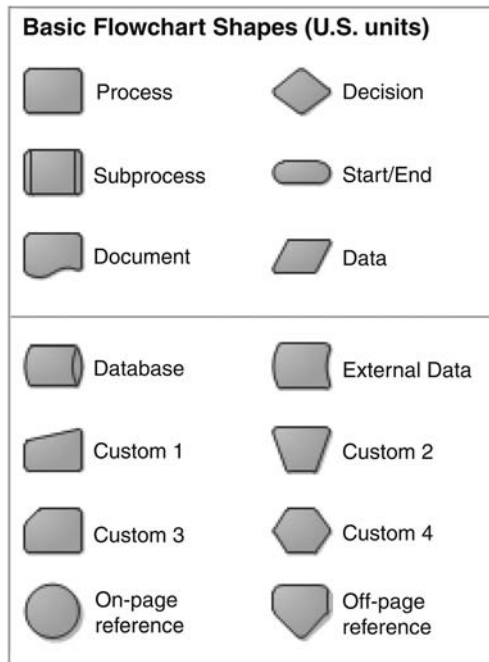 Basic Flowchart Shapes (U.S. units)
Process
Decision
Subprocess
Start/End
Document
Data
Database
External Data
Custom 1
Custom 2
Custom 3
Custom 4
On-page
reference
Off-page
reference